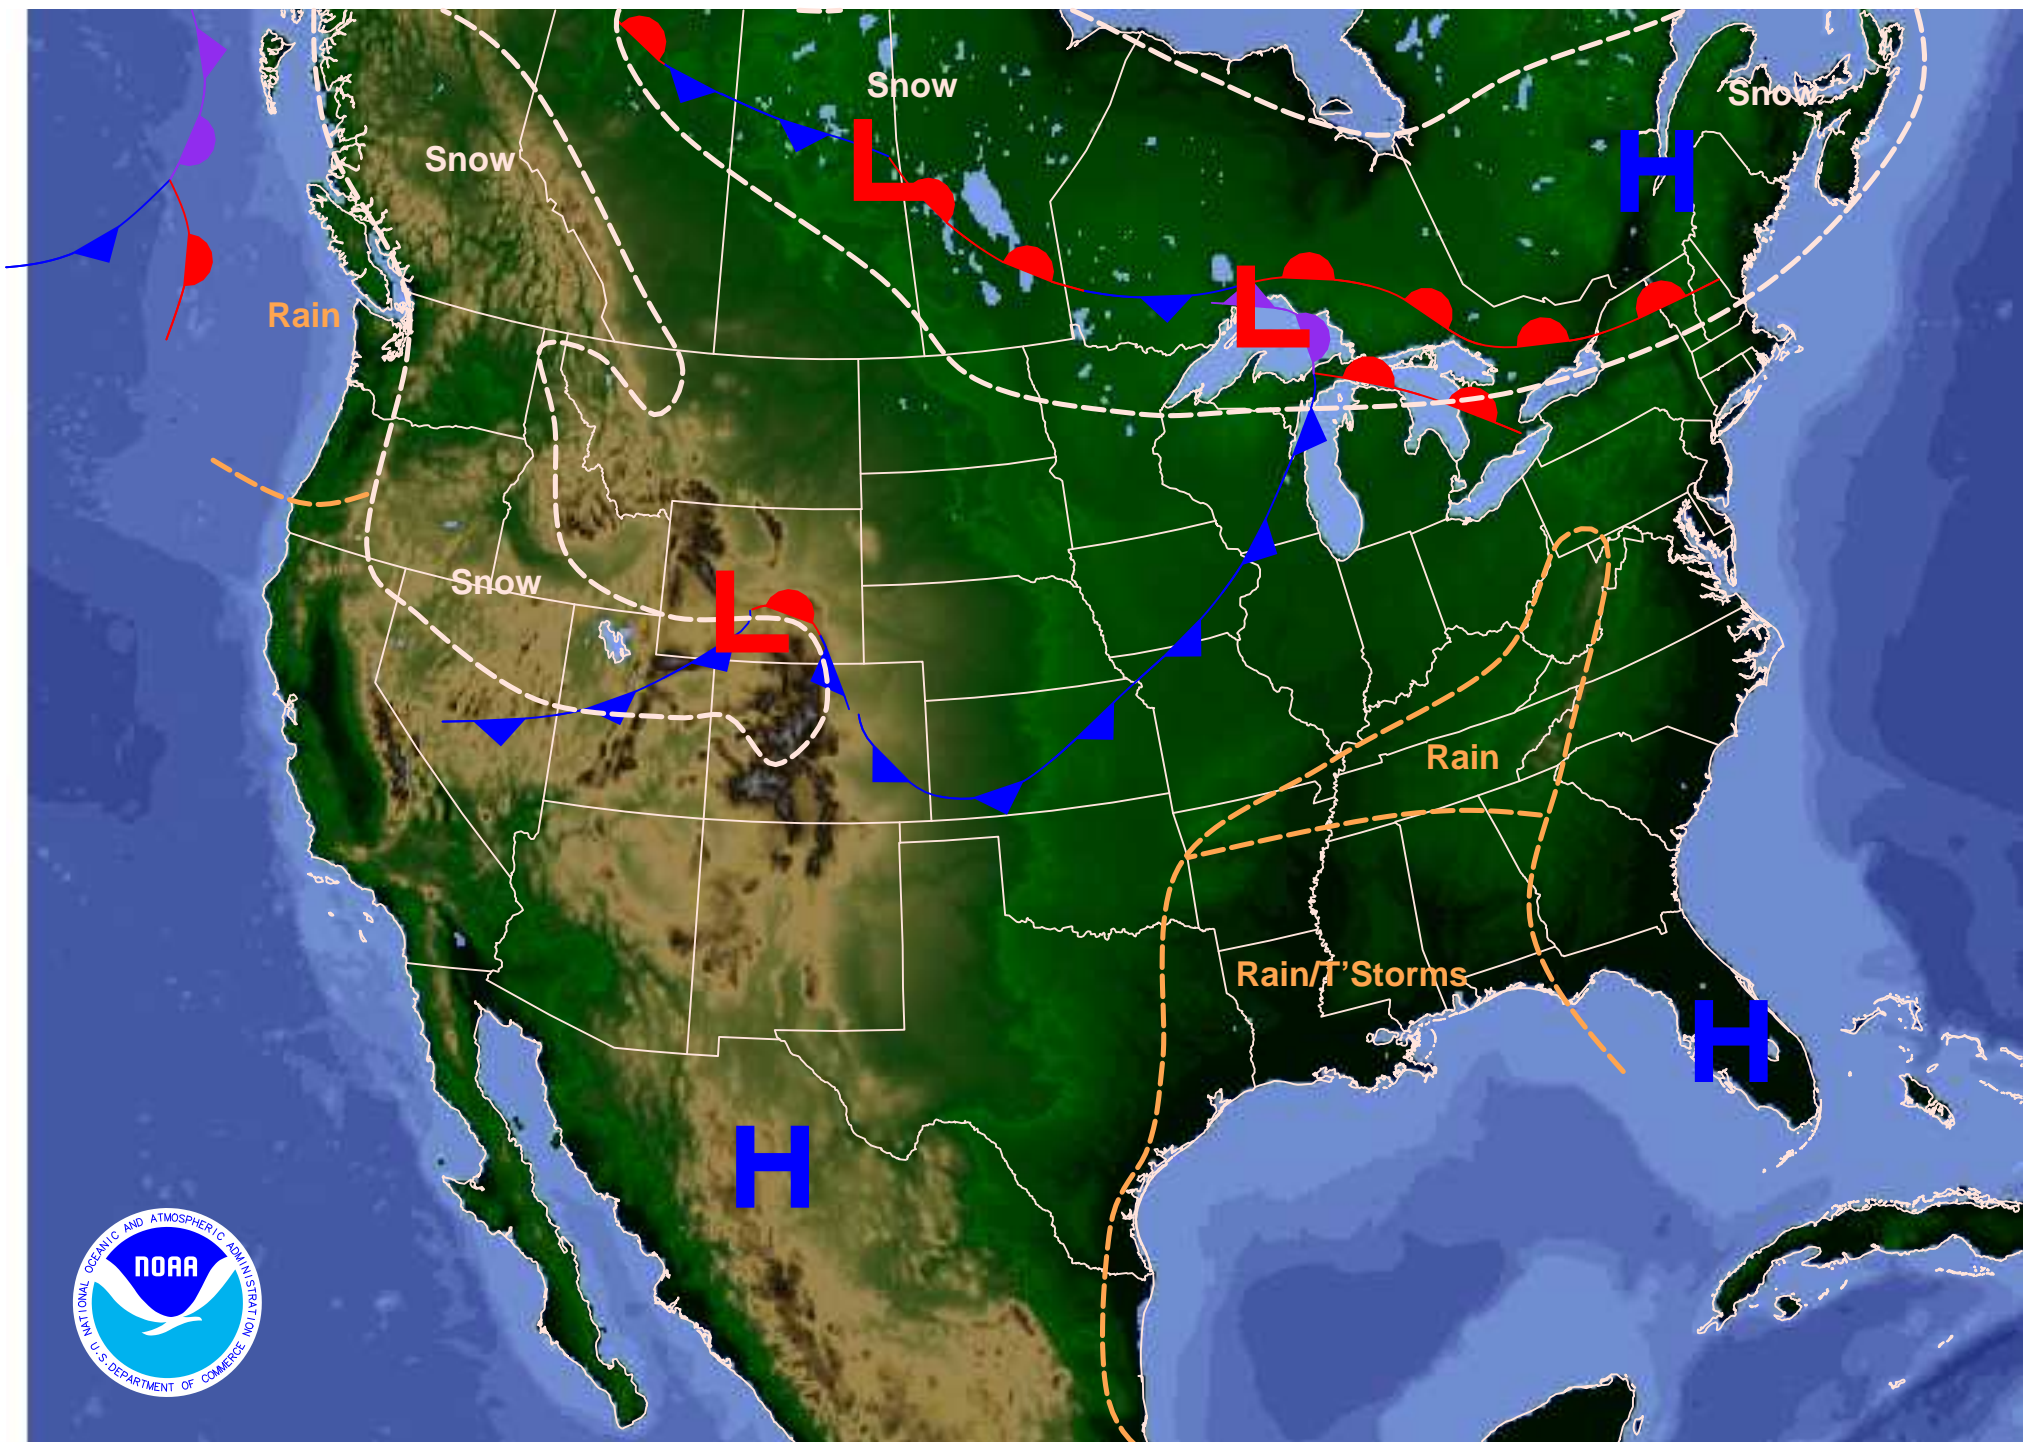 Snow
Snow
Snow
L
H
L
Rain
L
Snow
Rain
Rain/T'Storms
H
H
NATIONAL OCEANIC AND ATMOSPHERIC ADMINISTRATION
NOAA
U.S. DEPARTMENT OF COMMERCE